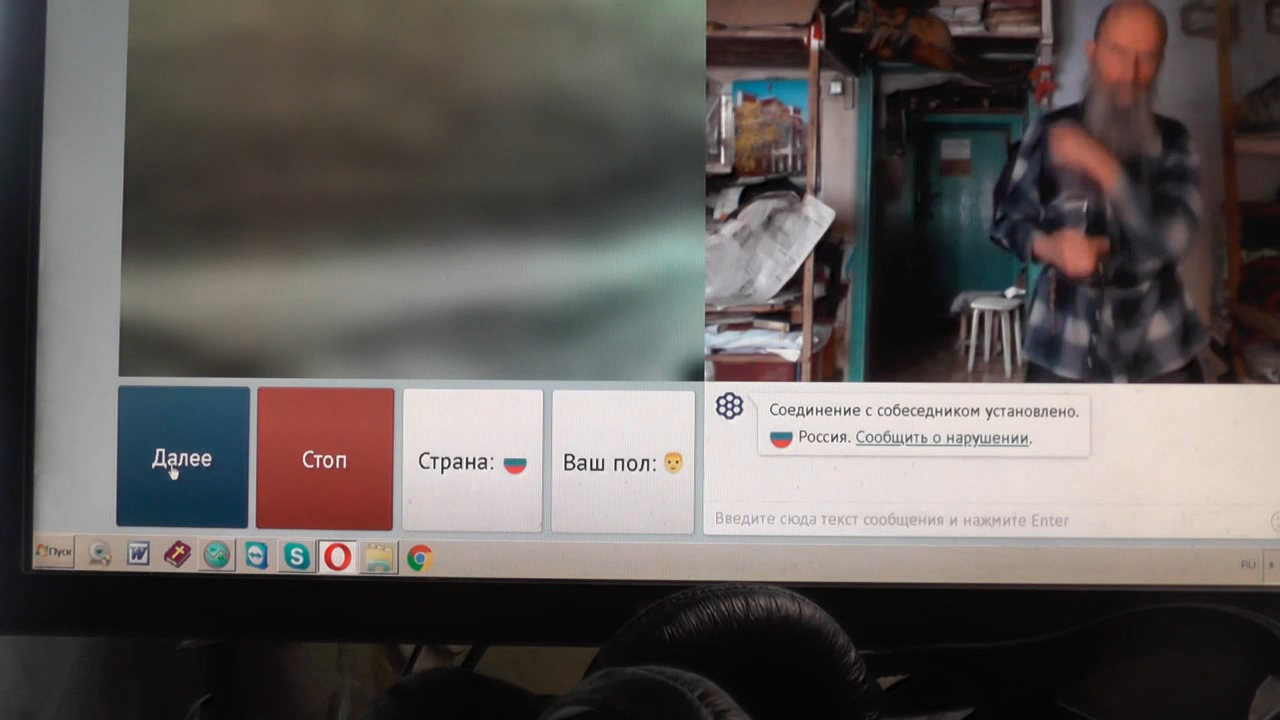 Соединение с собеседником установлено.
Россия. Сообщить о нарушении.
Далее
Стоп
Страна:
Ваш пол:
Введите сюда текст сообщения и нажмите Enter
Пуск
W
S
RU